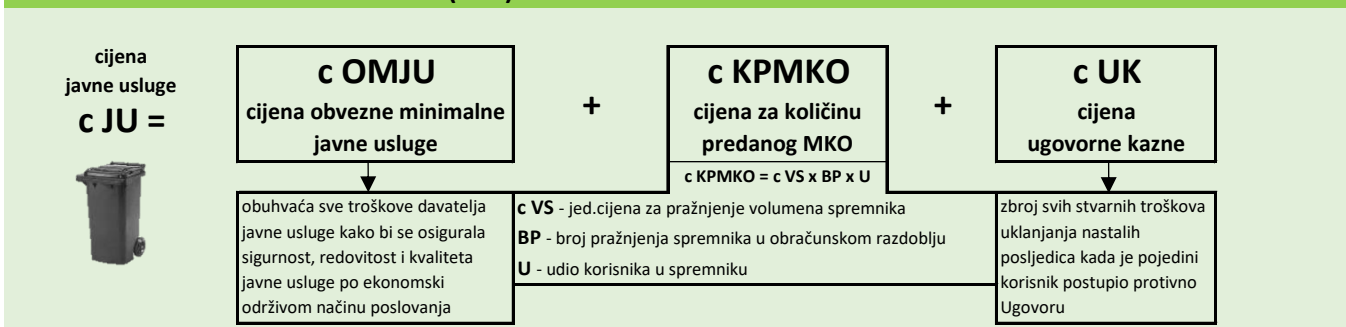 cijena
javne usluge
c JU =
c OMJU
cijena obvezne minimalne
javne usluge
+
c KPMKO
cijena za količinu
predanog MKO
c KPMKO = c VS x BP x U
+
c UK
cijena
ugovorne kazne
obuhvaća sve troškove davatelja
javne usluge kako bi se osigurala
sigurnost, redovitost i kvaliteta
javne usluge po ekonomski
održivom načinu poslovanja
c VS - jed.cijena za pražnjenje volumena spremnika
BP - broj pražnjenja spremnika u obračunskom razdoblju
U - udio korisnika u spremniku
zbroj svih stvarnih troškova
uklanjanja nastalih
posljedica kada je pojedini
korisnik postupio protivno
Ugovoru